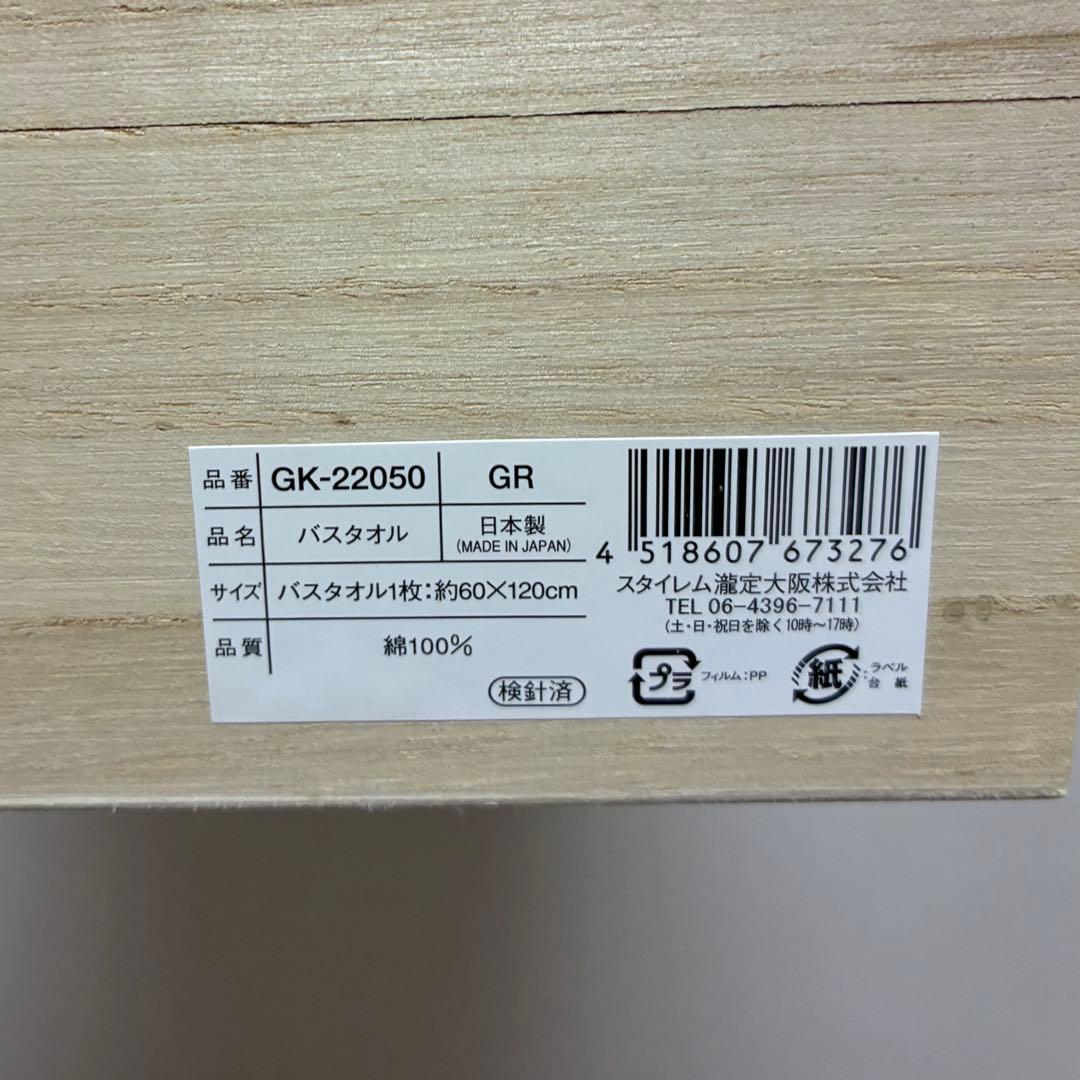 品番 GK-22050 GR
品名 バスタオル 日本製
(MADE IN JAPAN)
サイズ バスタオル1枚:約60×120cm
品質 綿100%
検針済
4 518607 673276
スタイレム瀧定大阪株式会社
TEL 06-4396-7111
(土・日・祝日を除く10時~17時)
プラ フィルム:PP
紙 :ラベル
台紙